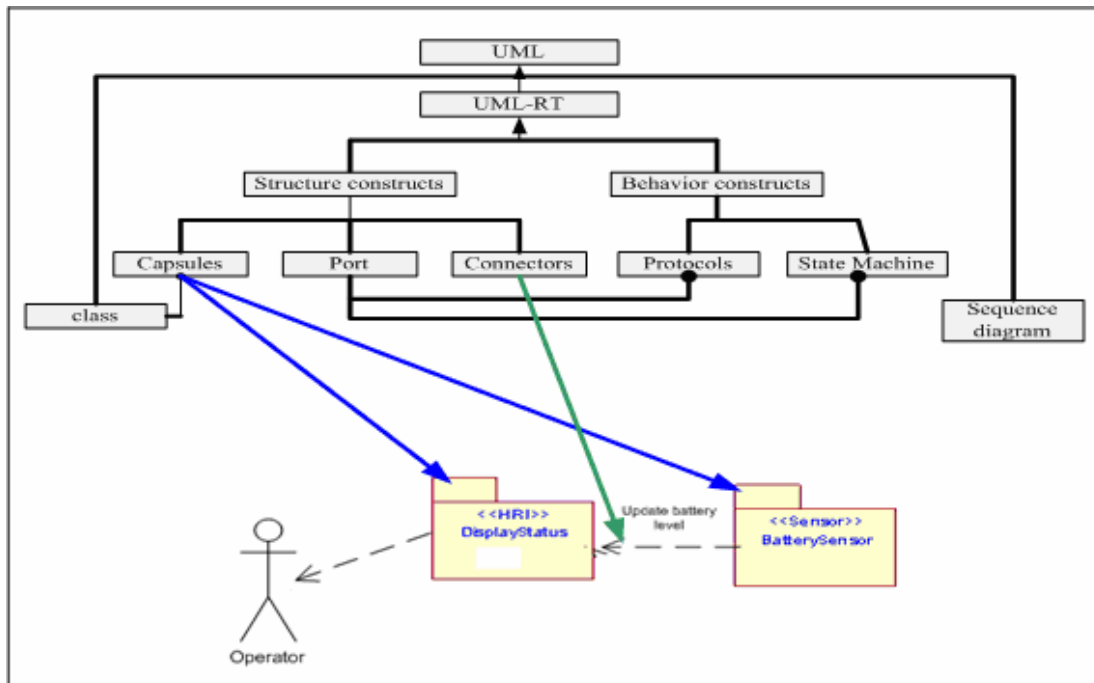 UML
UML-RT
Structure constructs
Behavior constructs
Capsules
Port
Connectors
Protocols
State Machine
class
Sequence
diagram
<<HRI>>
DisplayStatus
Update battery
level
<<Sensor>>
BatterySensor
Operator